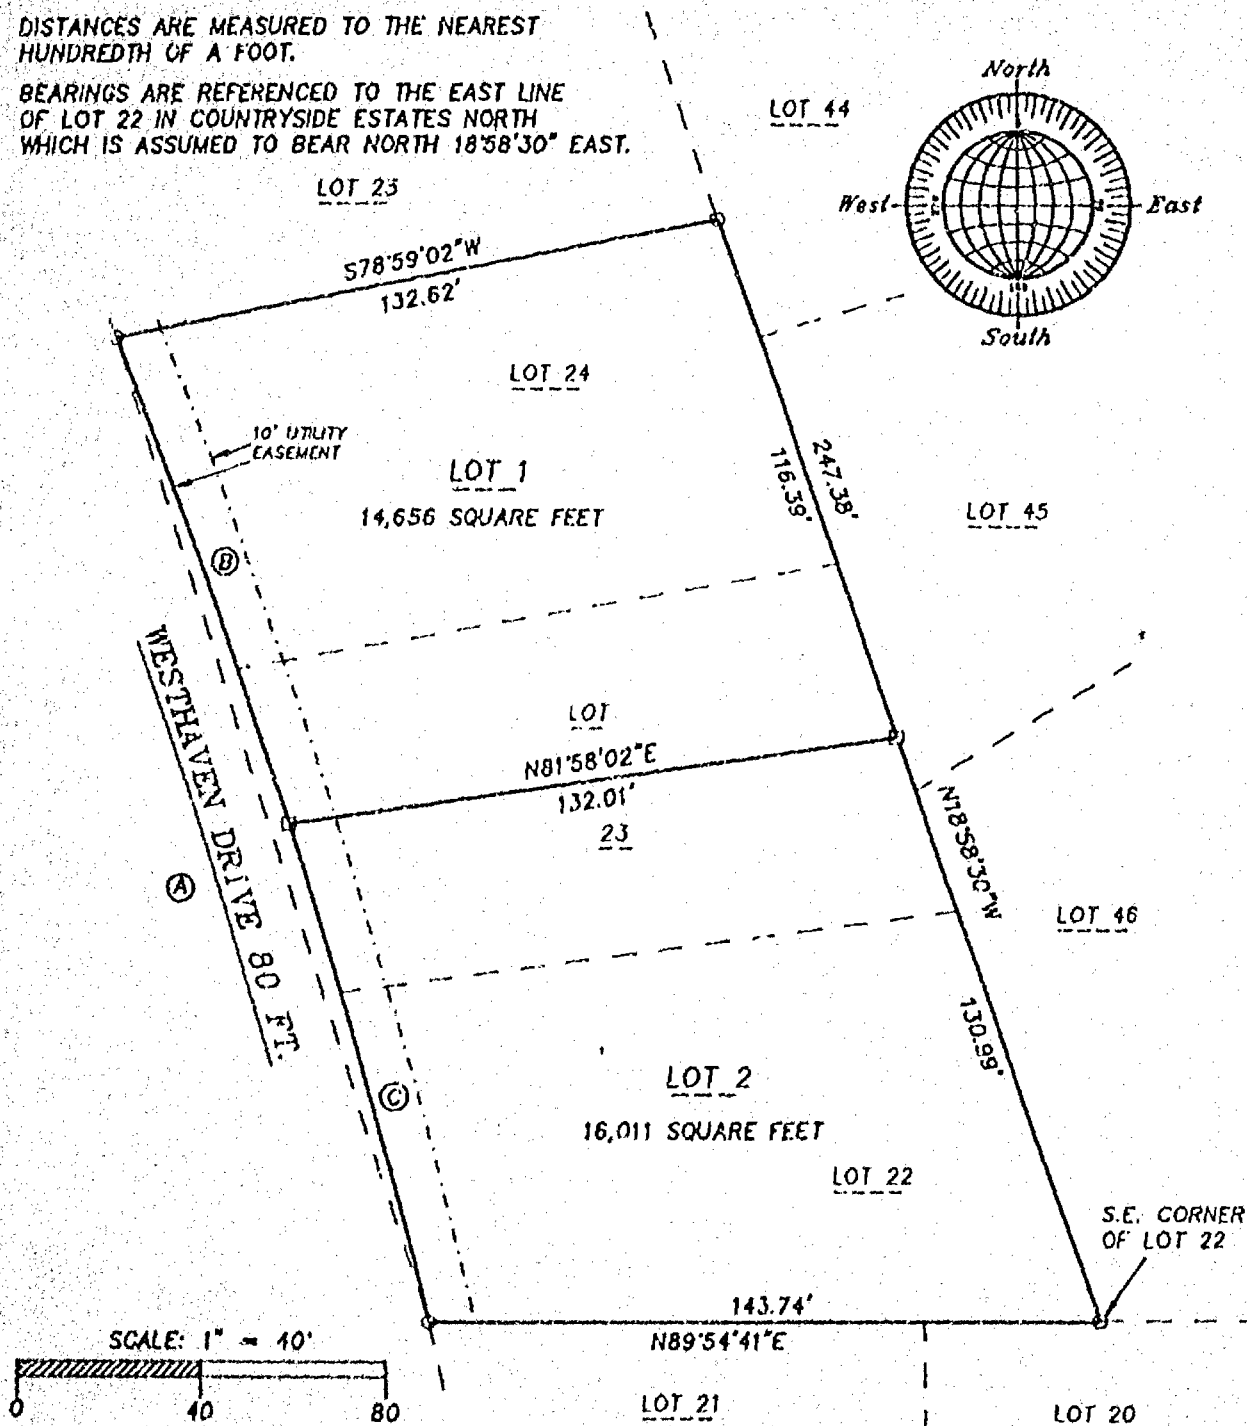 DISTANCES ARE MEASURED TO THE NEAREST
HUNDREDTH OF A FOOT.
BEARINGS ARE REFERENCED TO THE EAST LINE
OF LOT 22 IN COUNTRYSIDE ESTATES NORTH
WHICH IS ASSUMED TO BEAR NORTH 18°58'30" EAST.
North
LOT 44
West
East
South
LOT 23
S78°59'02"W
132.62'
LOT 24
10' UTILITY
EASEMENT
LOT 1
14,656 SQUARE FEET
247.38'
116.39'
LOT 45
B
WESTHAVEN DRIVE 80 FT.
LOT
N81°58'02"E
132.01'
23
N18°58'30"W
A
LOT 46
130.99'
C
LOT 2
16,011 SQUARE FEET
LOT 22
S.E. CORNER
OF LOT 22
143.74'
N89°54'41"E
SCALE: 1" = 40'
0 40 80
LOT 21
LOT 20